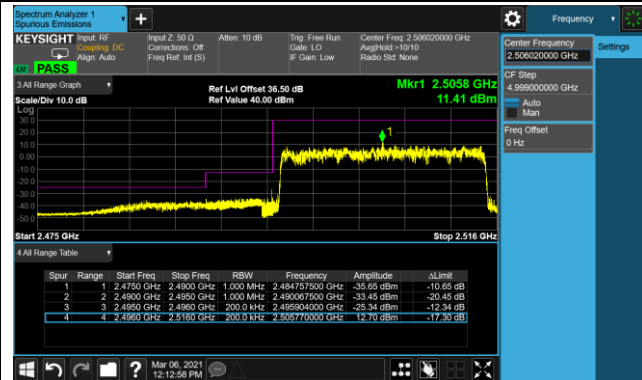 Spectrum Analyzer 1
Spurious Emissions
+
Frequency
KEYSIGHT Input: RF Input Z: 50 Ω Atten: 10 dB Trig: Free Run Center Freq: 2.506020000 GHz
Coupling: DC Corrections: Off Gate: LO Avg|Hold:>10/10
Align: Auto Freq Ref: Int (S) IF Gain: Low Radio Std: None
PASS
Center Frequency
2.506020000 GHz
Settings
CF Step
4.999000000 GHz
Auto
Man
Freq Offset
0 Hz
3 All Range Graph
Ref Lvl Offset 36.50 dB
Mkr1 2.5058 GHz
Scale/Div 10.0 dB
Ref Value 40.00 dBm
11.41 dBm
Log
30.0
20.0
10.0
0.00
-10.0
-20.0
-30.0
-40.0
-50.0
1
Start 2.475 GHz
Stop 2.516 GHz
4 All Range Table
Spur Range Start Freq Stop Freq RBW Frequency Amplitude ΔLimit
1 1 2.4750 GHz 2.4900 GHz 1.000 MHz 2.484757500 GHz -35.65 dBm -10.65 dB
2 2 2.4900 GHz 2.4950 GHz 1.000 MHz 2.490067500 GHz -33.45 dBm -20.45 dB
3 3 2.4950 GHz 2.4960 GHz 200.0 kHz 2.495904000 GHz -25.34 dBm -12.34 dB
4 4 2.4960 GHz 2.5160 GHz 200.0 kHz 2.505770000 GHz 12.70 dBm -17.30 dB
?
Mar 06, 2021
12:12:58 PM